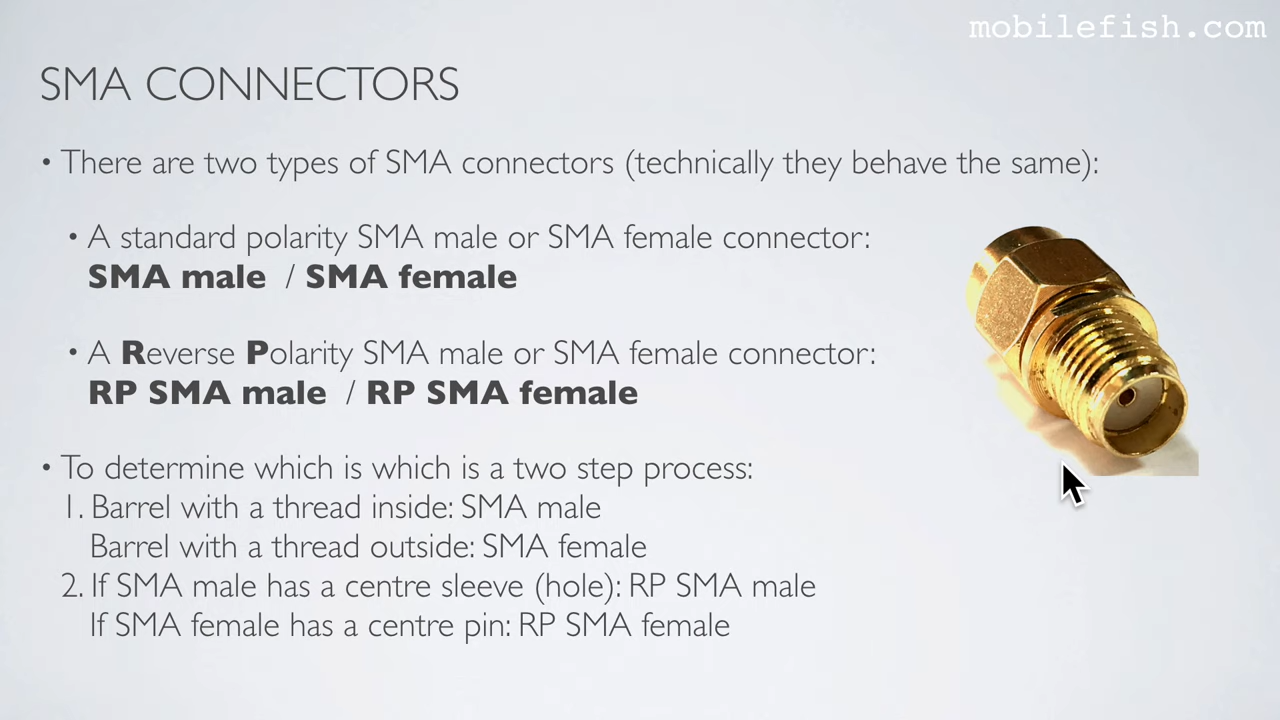 mobilefish.com
SMA CONNECTORS
• There are two types of SMA connectors (technically they behave the same):
• A standard polarity SMA male or SMA female connector:
SMA male / SMA female
• A Reverse Polarity SMA male or SMA female connector:
RP SMA male / RP SMA female
• To determine which is which is a two step process:
1. Barrel with a thread inside: SMA male
Barrel with a thread outside: SMA female
2. If SMA male has a centre sleeve (hole): RP SMA male
If SMA female has a centre pin: RP SMA female